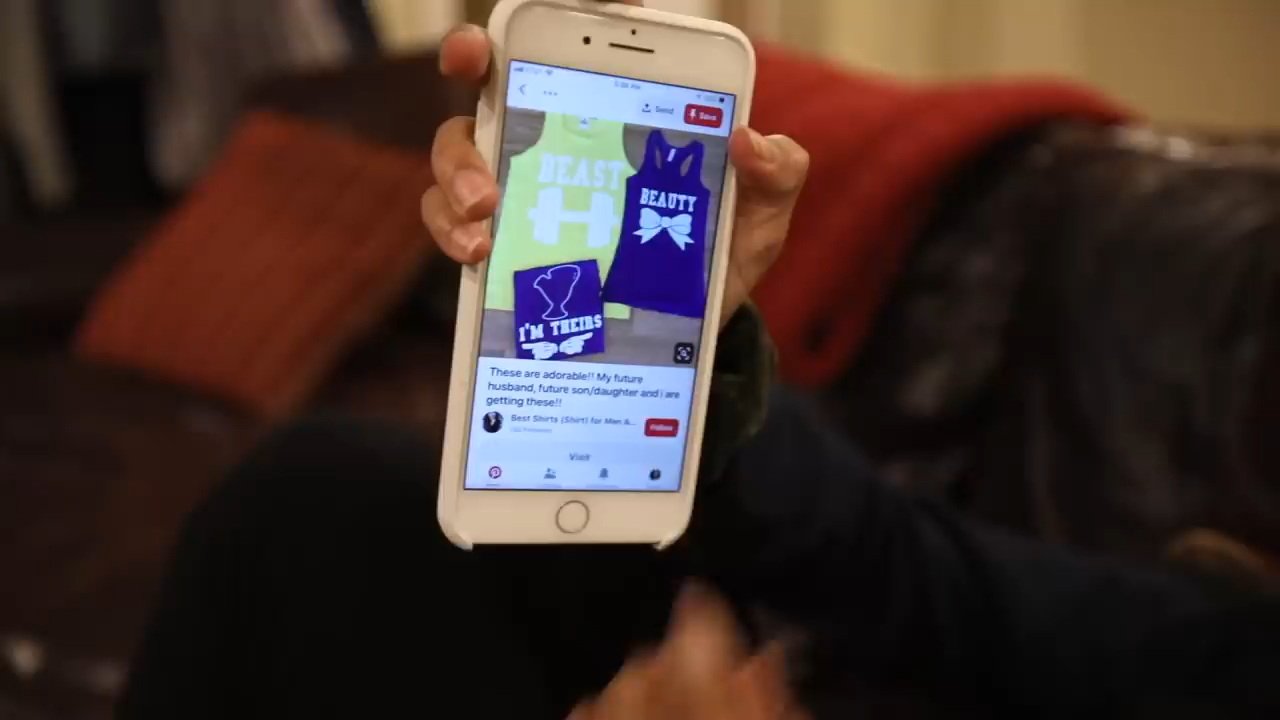 Send
Save
BEAST
BEAUTY
I'M THEIRS
These are adorable!! My future
husband, future son/daughter and i are
getting these!!
Best Shirts (Shirt) for Men A...
Follow
Visit